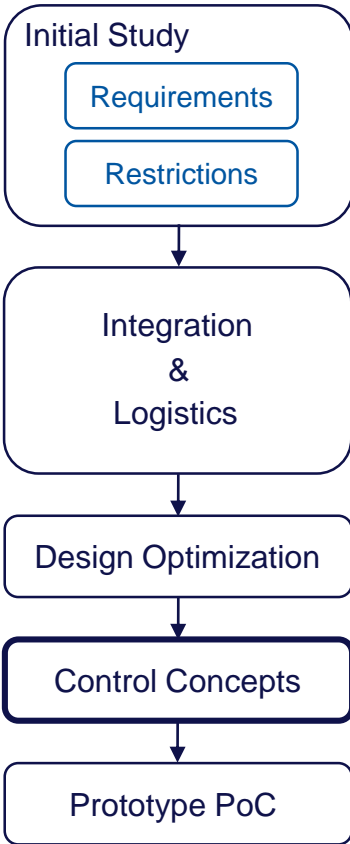 Initial Study
Requirements
Restrictions
Integration
&
Logistics
Design Optimization
Control Concepts
Prototype PoC